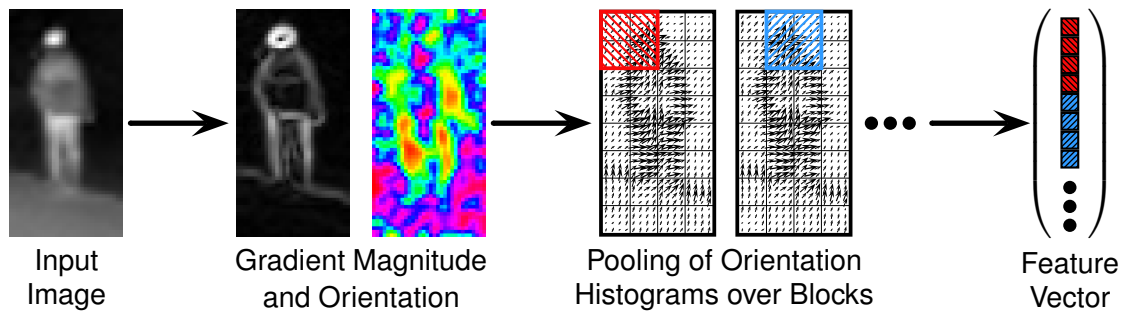 Input
Image
Gradient Magnitude
and Orientation
Pooling of Orientation
Histograms over Blocks
Feature
Vector